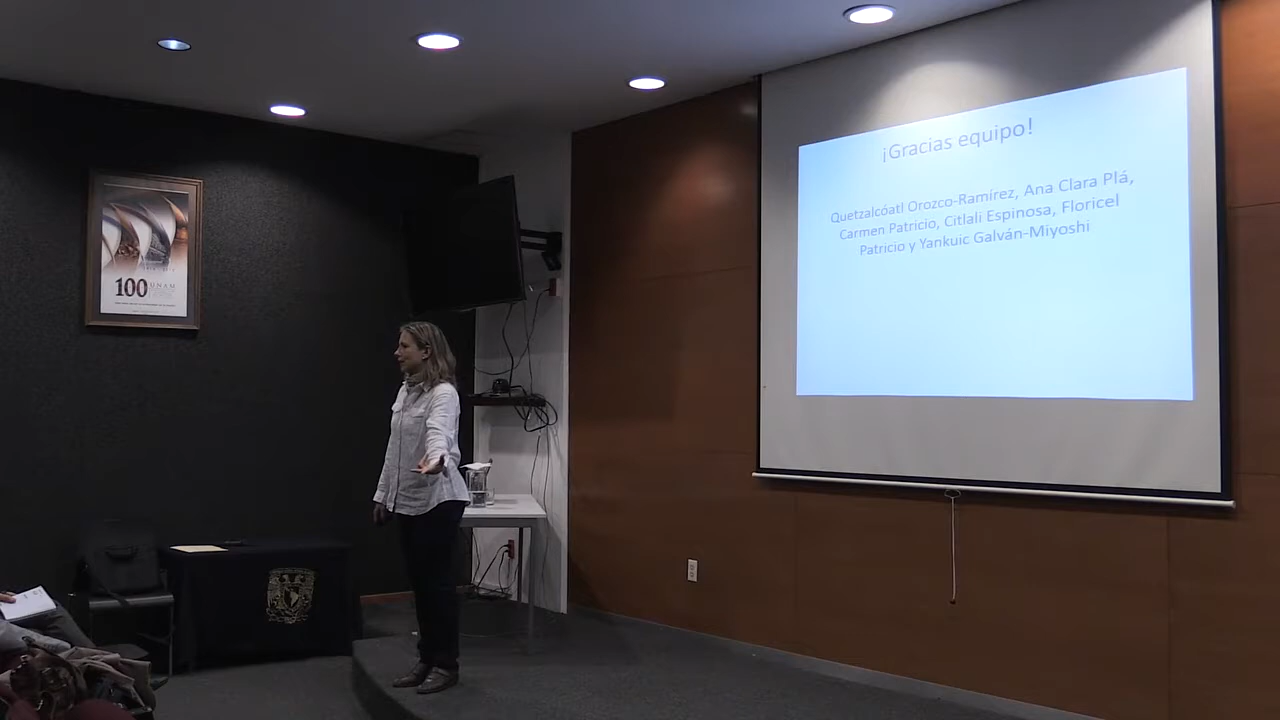 ¡Gracias equipo!
Quetzalcóatl Orozco-Ramírez, Ana Clara Plá,
Carmen Patricio, Citlali Espinosa, Floricel
Patricio y Yankuic Galván-Miyoshi
100 UNAM